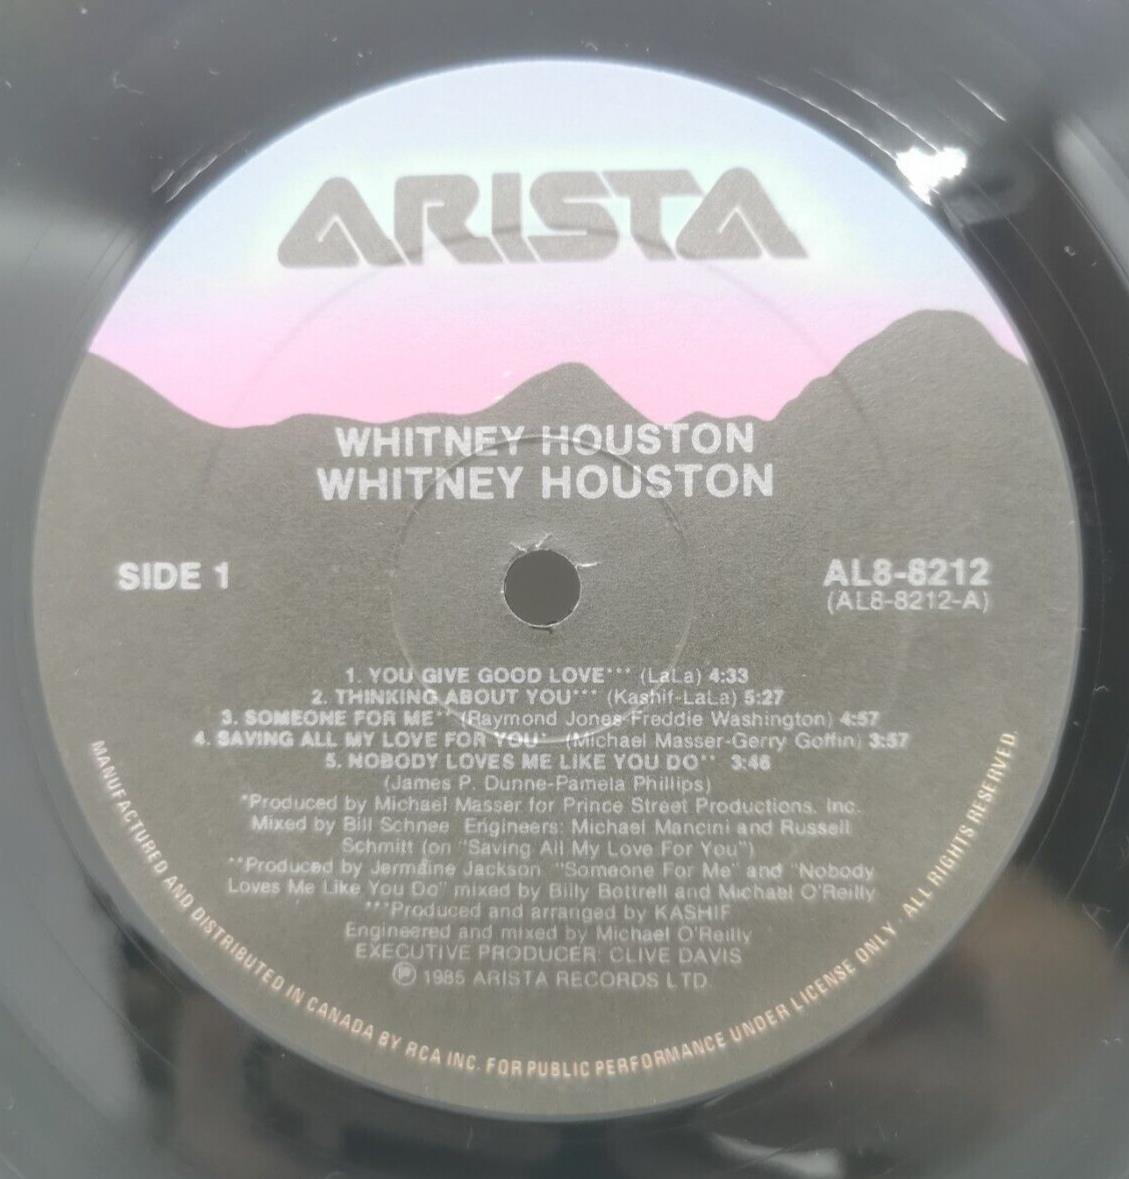 ARISTA
WHITNEY HOUSTON
WHITNEY HOUSTON
SIDE 1
AL8-8212
(AL8-8212-A)
1. YOU GIVE GOOD LOVE*** (LaLa) 4:33
2. THINKING ABOUT YOU*** (Kashif-LaLa) 5:27
3. SOMEONE FOR ME** (Raymond Jones-Freddie Washington) 4:57
4. SAVING ALL MY LOVE FOR YOU* (Michael Masser-Gerry Goffin) 3:57
5. NOBODY LOVES ME LIKE YOU DO** 3:46
(James P. Dunne-Pamela Phillips)
*Produced by Michael Masser for Prince Street Productions, Inc.
Mixed by Bill Schnee Engineers: Michael Mancini and Russell
Schmitt (on "Saving All My Love For You")
**Produced by Jermaine Jackson "Someone For Me" and "Nobody
Loves Me Like You Do" mixed by Billy Bottrell and Michael O'Reilly
***Produced and arranged by KASHIF
Engineered and mixed by Michael O'Reilly
EXECUTIVE PRODUCER: CLIVE DAVIS
℗ 1985 ARISTA RECORDS LTD.
MANUFACTURED AND DISTRIBUTED IN CANADA BY RCA INC. FOR PUBLIC PERFORMANCE UNDER LICENSE ONLY · ALL RIGHTS RESERVED.